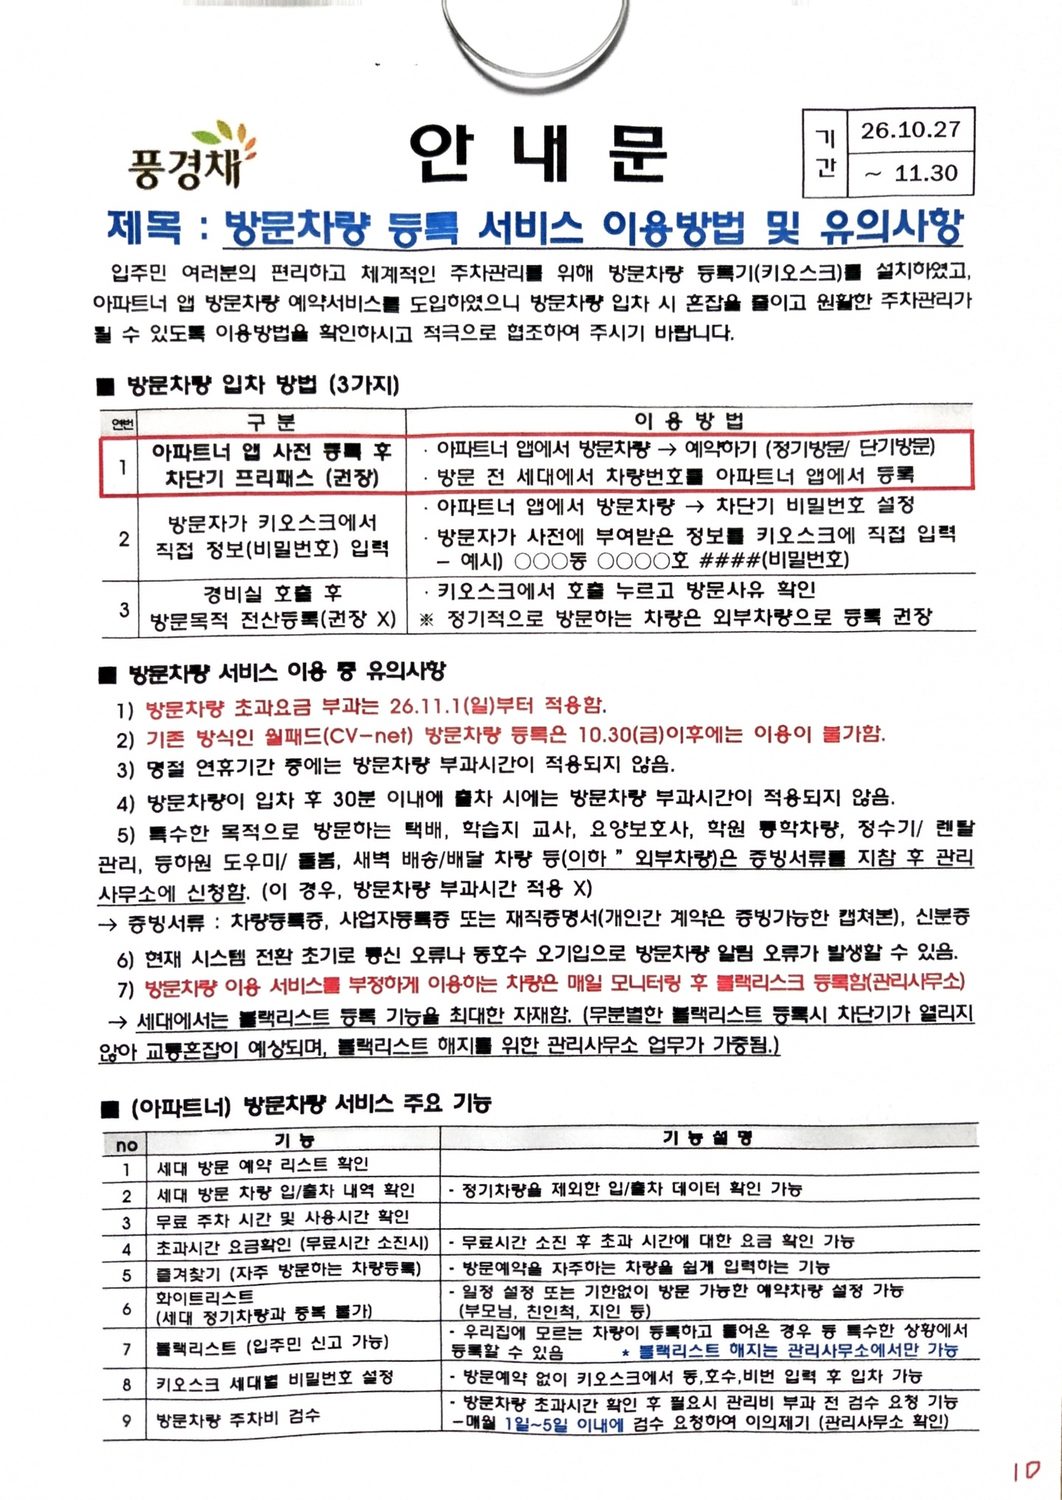 풍경채
안내문
기간
26.10.27
~ 11.30
제목 : 방문차량 등록 서비스 이용방법 및 유의사항
입주민 여러분의 편리하고 체계적인 주차관리를 위해 방문차량 등록기(키오스크)를 설치하였고,
아파트너 앱 방문차량 예약서비스를 도입하였으니 방문차량 입차 시 혼잡을 줄이고 원활한 주차관리가
될 수 있도록 이용방법을 확인하시고 적극으로 협조하여 주시기 바랍니다.
■ 방문차량 입차 방법 (3가지)
연번 구 분 이 용 방 법
1 아파트너 앱 사전 등록 후 차단기 프리패스 (권장)
· 아파트너 앱에서 방문차량 → 예약하기 (정기방문/ 단기방문)
· 방문 전 세대에서 차량번호를 아파트너 앱에서 등록
2 방문자가 키오스크에서 직접 정보(비밀번호) 입력
· 아파트너 앱에서 방문차량 → 차단기 비밀번호 설정
· 방문자가 사전에 부여받은 정보를 키오스크에 직접 입력
– 예시) ○○○동 ○○○○호 ####(비밀번호)
3 경비실 호출 후 방문목적 전산등록(권장 X)
· 키오스크에서 호출 누르고 방문사유 확인
※ 정기적으로 방문하는 차량은 외부차량으로 등록 권장
■ 방문차량 서비스 이용 중 유의사항
1) 방문차량 초과요금 부과는 26.11.1(일)부터 적용함.
2) 기존 방식인 월패드(CV-net) 방문차량 등록은 10.30(금)이후에는 이용이 불가함.
3) 명절 연휴기간 중에는 방문차량 부과시간이 적용되지 않음.
4) 방문차량이 입차 후 30분 이내에 출차 시에는 방문차량 부과시간이 적용되지 않음.
5) 특수한 목적으로 방문하는 택배, 학습지 교사, 요양보호사, 학원 통학차량, 정수기/ 렌탈
관리, 등하원 도우미/ 돌봄, 새벽 배송/배달 차량 등(이하 " 외부차량)은 증빙서류를 지참 후 관리
사무소에 신청함. (이 경우, 방문차량 부과시간 적용 X)
→ 증빙서류 : 차량등록증, 사업자등록증 또는 재직증명서(개인간 계약은 증빙가능한 캡쳐본), 신분증
6) 현재 시스템 전환 초기로 통신 오류나 동호수 오기입으로 방문차량 알림 오류가 발생할 수 있음.
7) 방문차량 이용 서비스를 부정하게 이용하는 차량은 매일 모니터링 후 블랙리스크 등록함(관리사무소)
→ 세대에서는 블랙리스트 등록 기능을 최대한 자재함. (무분별한 블랙리스트 등록시 차단기가 열리지
않아 교통혼잡이 예상되며, 블랙리스트 해지를 위한 관리사무소 업무가 가중됨.)
■ (아파트너) 방문차량 서비스 주요 기능
no 기 능 기 능 설 명
1 세대 방문 예약 리스트 확인
2 세대 방문 차량 입/출차 내역 확인 - 정기차량을 제외한 입/출차 데이터 확인 가능
3 무료 주차 시간 및 사용시간 확인
4 초과시간 요금확인 (무료시간 소진시) - 무료시간 소진 후 초과 시간에 대한 요금 확인 가능
5 즐겨찾기 (자주 방문하는 차량등록) - 방문예약을 자주하는 차량을 쉽게 입력하는 기능
6 화이트리스트 (세대 정기차량과 중복 불가)
- 일정 설정 또는 기한없이 방문 가능한 예약차량 설정 가능
(부모님, 친인척, 지인 등)
7 블랙리스트 (입주민 신고 가능)
- 우리집에 모르는 차량이 등록하고 들어온 경우 등 특수한 상황에서
등록할 수 있음 * 블랙리스트 해지는 관리사무소에서만 가능
8 키오스크 세대별 비밀번호 설정 - 방문예약 없이 키오스크에서 동,호수,비번 입력 후 입차 가능
9 방문차량 주차비 검수
- 방문차량 초과시간 확인 후 필요시 관리비 부과 전 검수 요청 기능
–매월 1일~5일 이내에 검수 요청하여 이의제기 (관리사무소 확인)
10